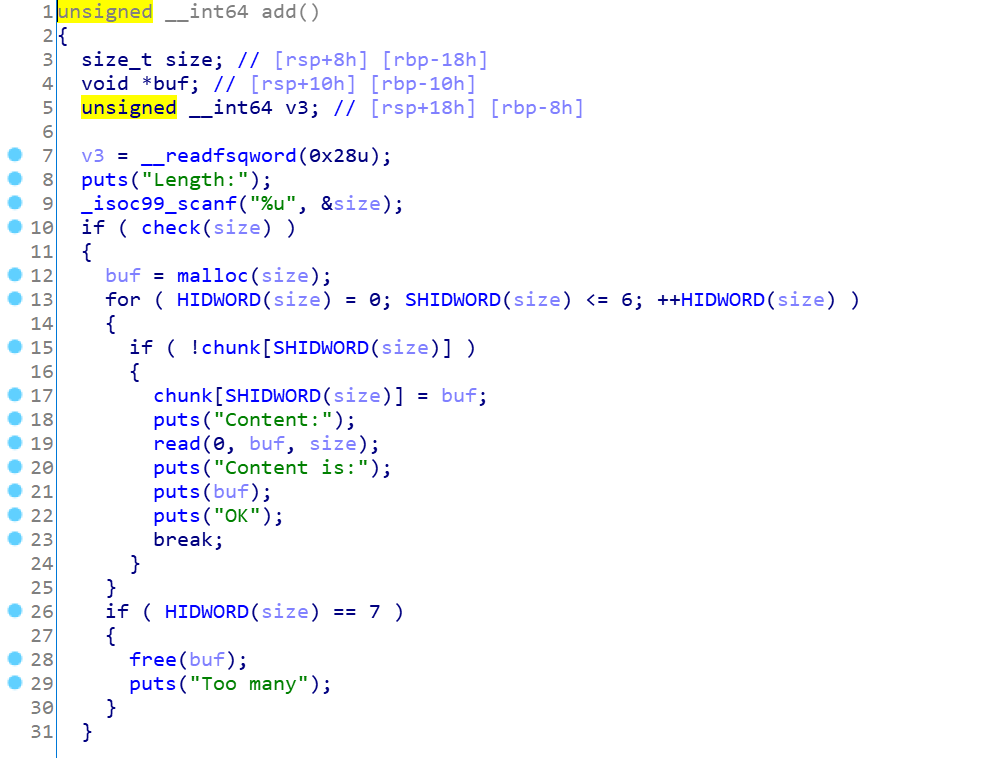 1 unsigned __int64 add()
2 {
3   size_t size; // [rsp+8h] [rbp-18h]
4   void *buf; // [rsp+10h] [rbp-10h]
5   unsigned __int64 v3; // [rsp+18h] [rbp-8h]
6
7   v3 = __readfsqword(0x28u);
8   puts("Length:");
9   _isoc99_scanf("%u", &size);
10   if ( check(size) )
11   {
12     buf = malloc(size);
13     for ( HIDWORD(size) = 0; SHIDWORD(size) <= 6; ++HIDWORD(size) )
14     {
15       if ( !chunk[SHIDWORD(size)] )
16       {
17         chunk[SHIDWORD(size)] = buf;
18         puts("Content:");
19         read(0, buf, size);
20         puts("Content is:");
21         puts(buf);
22         puts("OK");
23         break;
24       }
25     }
26     if ( HIDWORD(size) == 7 )
27     {
28       free(buf);
29       puts("Too many");
30     }
31   }